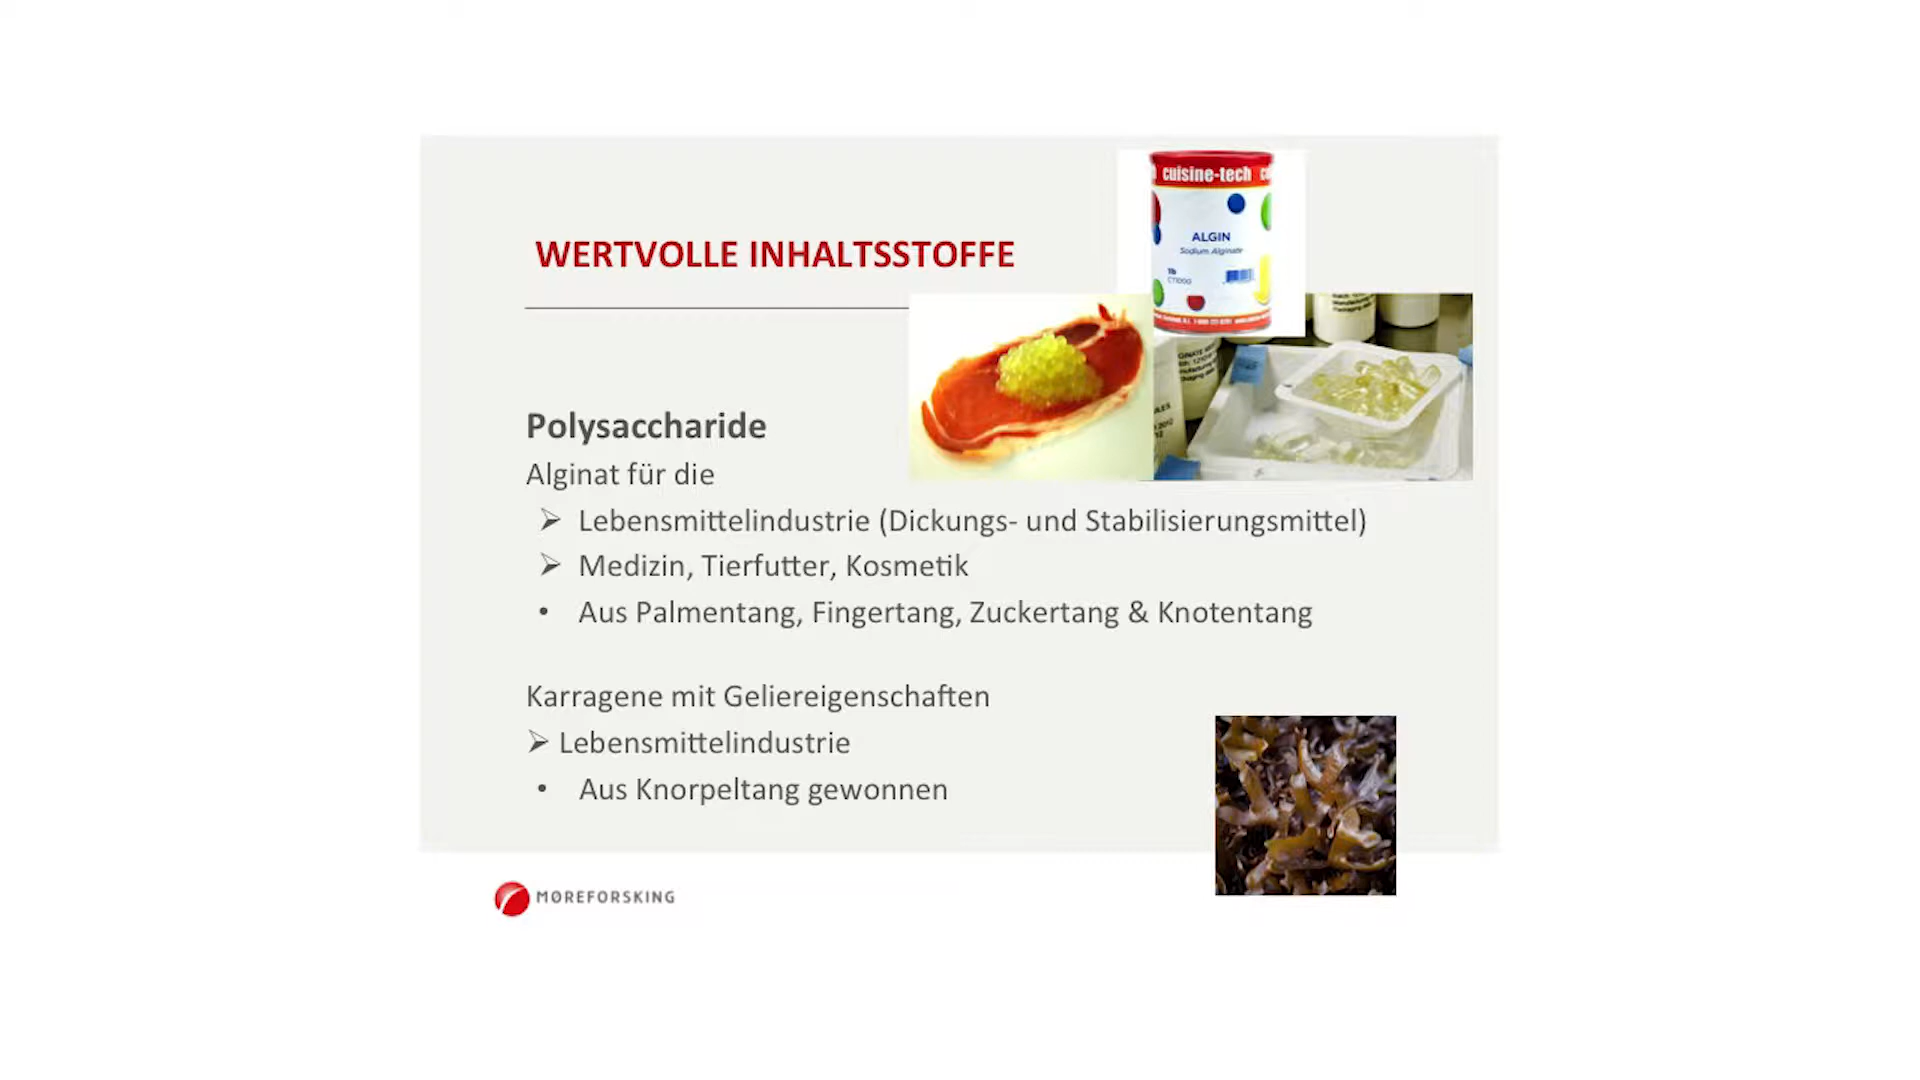 cuisine-tech
WERTVOLLE INHALTSSTOFFE
ALGIN
Sodium Alginate
1lb
Polysaccharide
Alginat für die
➢ Lebensmittelindustrie (Dickungs- und Stabilisierungsmittel)
➢ Medizin, Tierfutter, Kosmetik
• Aus Palmentang, Fingertang, Zuckertang & Knotentang
Karragene mit Geliereigenschaften
➢ Lebensmittelindustrie
• Aus Knorpeltang gewonnen
MØREFORSKING